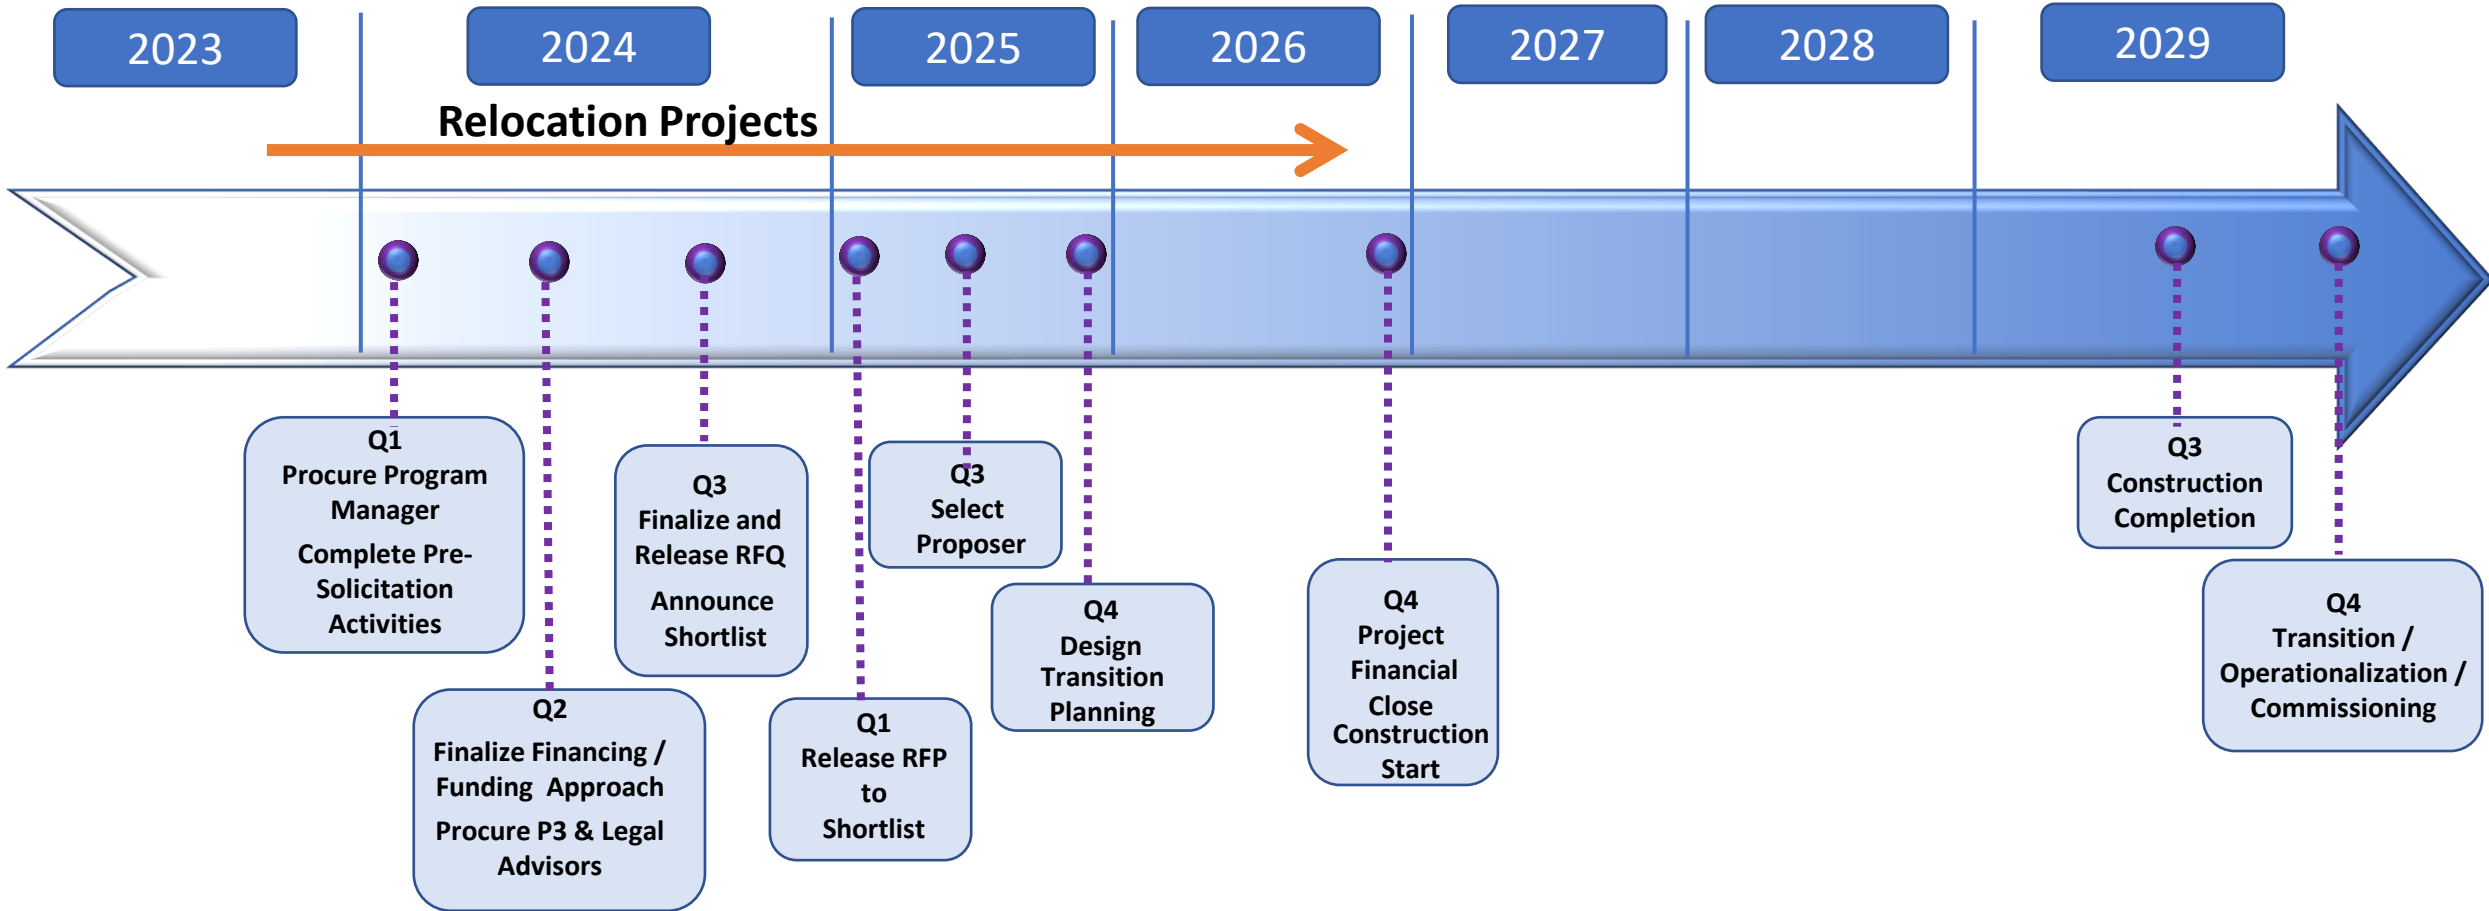 2023
2024
2025
2026
2027
2028
2029
Relocation Projects
Q1
Procure Program
Manager
Complete Pre-
Solicitation
Activities
Q2
Finalize Financing /
Funding Approach
Procure P3 & Legal
Advisors
Q3
Finalize and
Release RFQ
Announce
Shortlist
Q1
Release RFP
to
Shortlist
Q3
Select
Proposer
Q4
Design
Transition
Planning
Q4
Project
Financial
Close
Construction
Start
Q3
Construction
Completion
Q4
Transition /
Operationalization /
Commissioning